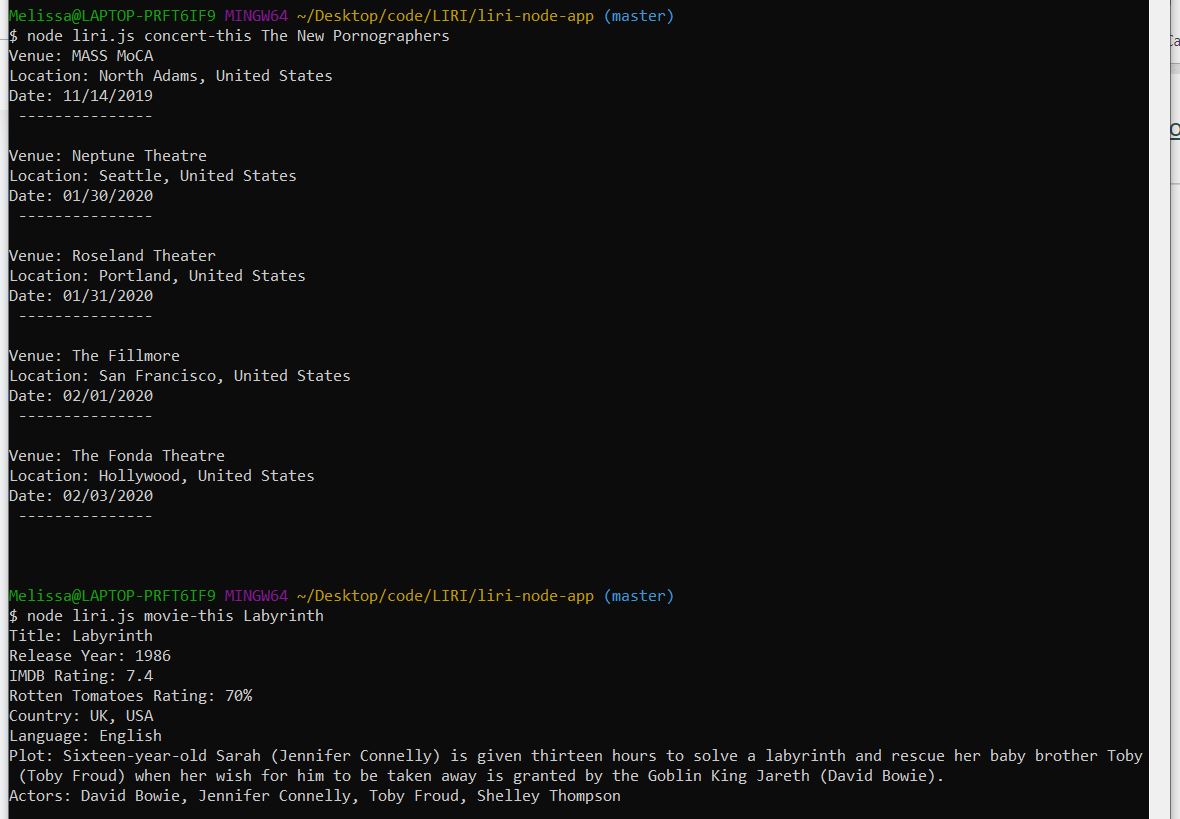 Melissa@LAPTOP-PRFT6IF9 MINGW64 ~/Desktop/code/LIRI/liri-node-app (master)
$ node liri.js concert-this The New Pornographers
Venue: MASS MoCA
Location: North Adams, United States
Date: 11/14/2019
---------------
Venue: Neptune Theatre
Location: Seattle, United States
Date: 01/30/2020
---------------
Venue: Roseland Theater
Location: Portland, United States
Date: 01/31/2020
---------------
Venue: The Fillmore
Location: San Francisco, United States
Date: 02/01/2020
---------------
Venue: The Fonda Theatre
Location: Hollywood, United States
Date: 02/03/2020
---------------
Melissa@LAPTOP-PRFT6IF9 MINGW64 ~/Desktop/code/LIRI/liri-node-app (master)
$ node liri.js movie-this Labyrinth
Title: Labyrinth
Release Year: 1986
IMDB Rating: 7.4
Rotten Tomatoes Rating: 70%
Country: UK, USA
Language: English
Plot: Sixteen-year-old Sarah (Jennifer Connelly) is given thirteen hours to solve a labyrinth and rescue her baby brother Toby
(Toby Froud) when her wish for him to be taken away is granted by the Goblin King Jareth (David Bowie).
Actors: David Bowie, Jennifer Connelly, Toby Froud, Shelley Thompson